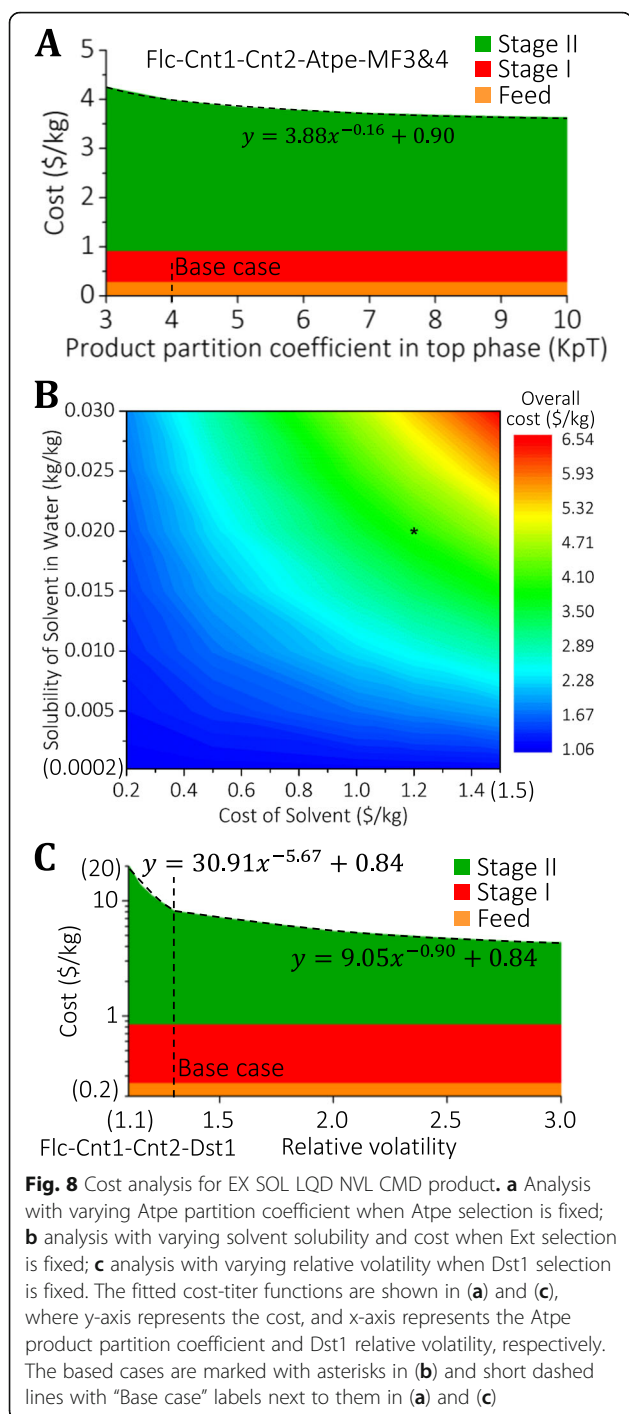 A
Flc-Cnt1-Cnt2-Atpe-MF3&4
Stage II
Stage I
Feed
5
4
3
2
1
0
Cost ($/kg)
y = 3.88x^−0.16 + 0.90
Base case
3 4 5 6 7 8 9 10
Product partition coefficient in top phase (KpT)
B
Overall
cost ($/kg)
0.030
0.025
0.020
0.015
0.010
0.005
(0.0002)
Solubility of Solvent in Water (kg/kg)
*
6.54
5.32
4.71
4.10
3.50
2.89
2.28
1.67
1.06
0.2 0.4 0.6 0.8 1.0 1.2 1.4 (1.5)
Cost of Solvent ($/kg)
C
y = 30.91x^−5.67 + 0.84
Stage II
Stage I
Feed
(20)
10
1
(0.2)
Cost ($/kg)
y = 9.05x^−0.90 + 0.84
Base case
(1.1) 1.5 2.0 2.5 3.0
Flc-Cnt1-Cnt2-Dst1 Relative volatility
Fig. 8 Cost analysis for EX SOL LQD NVL CMD product. a Analysis
with varying Atpe partition coefficient when Atpe selection is fixed;
b analysis with varying solvent solubility and cost when Ext selection
is fixed; c analysis with varying relative volatility when Dst1 selection
is fixed. The fitted cost-titer functions are shown in (a) and (c),
where y-axis represents the cost, and x-axis represents the Atpe
product partition coefficient and Dst1 relative volatility, respectively.
The based cases are marked with asterisks in (b) and short dashed
lines with “Base case” labels next to them in (a) and (c)